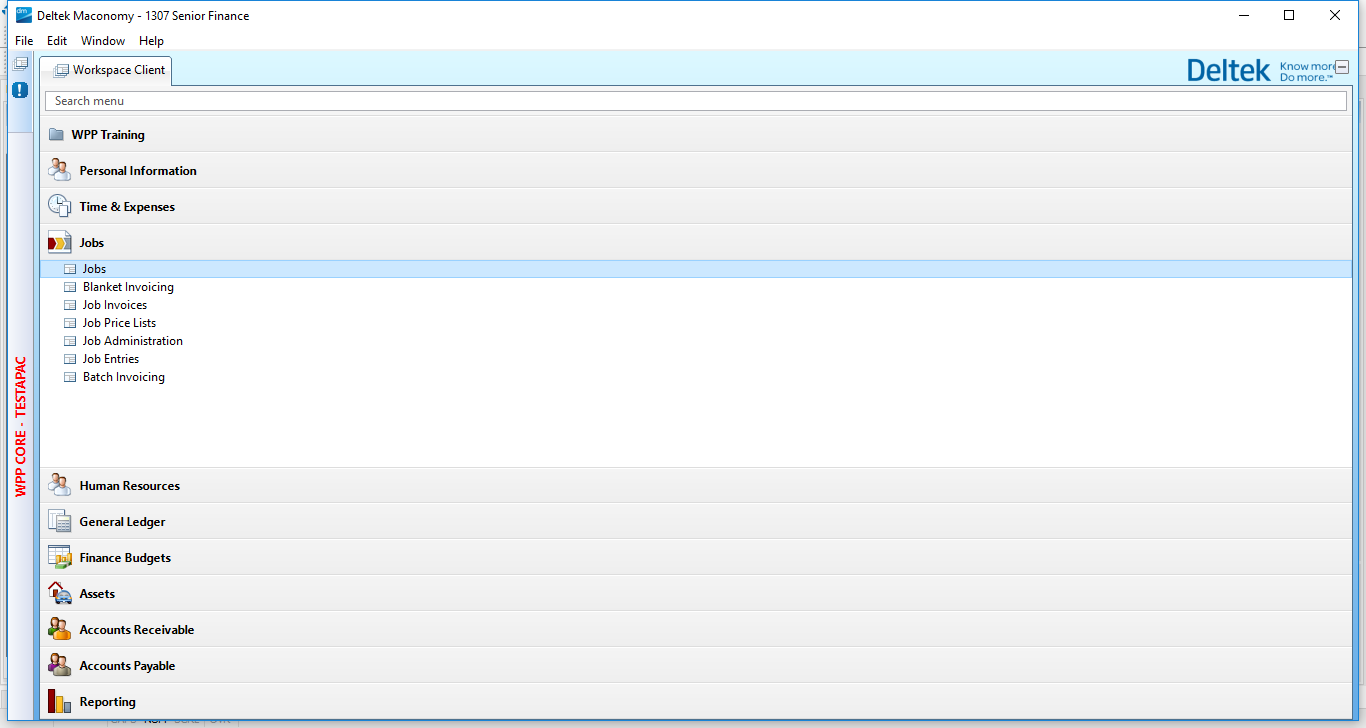 dm Deltek Maconomy - 1307 Senior Finance
File Edit Window Help
Workspace Client
Deltek Know more
Do more.™
Search menu
WPP Training
Personal Information
Time & Expenses
Jobs
Jobs
Blanket Invoicing
Job Invoices
Job Price Lists
Job Administration
Job Entries
Batch Invoicing
WPP CORE - TESTAPAC
Human Resources
General Ledger
Finance Budgets
Assets
Accounts Receivable
Accounts Payable
Reporting